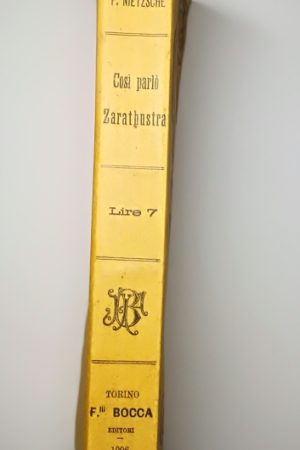 F. NIETZSCHE
Così parlò
Zarathustra
Lire 7
TORINO
F.lli BOCCA
EDITORI